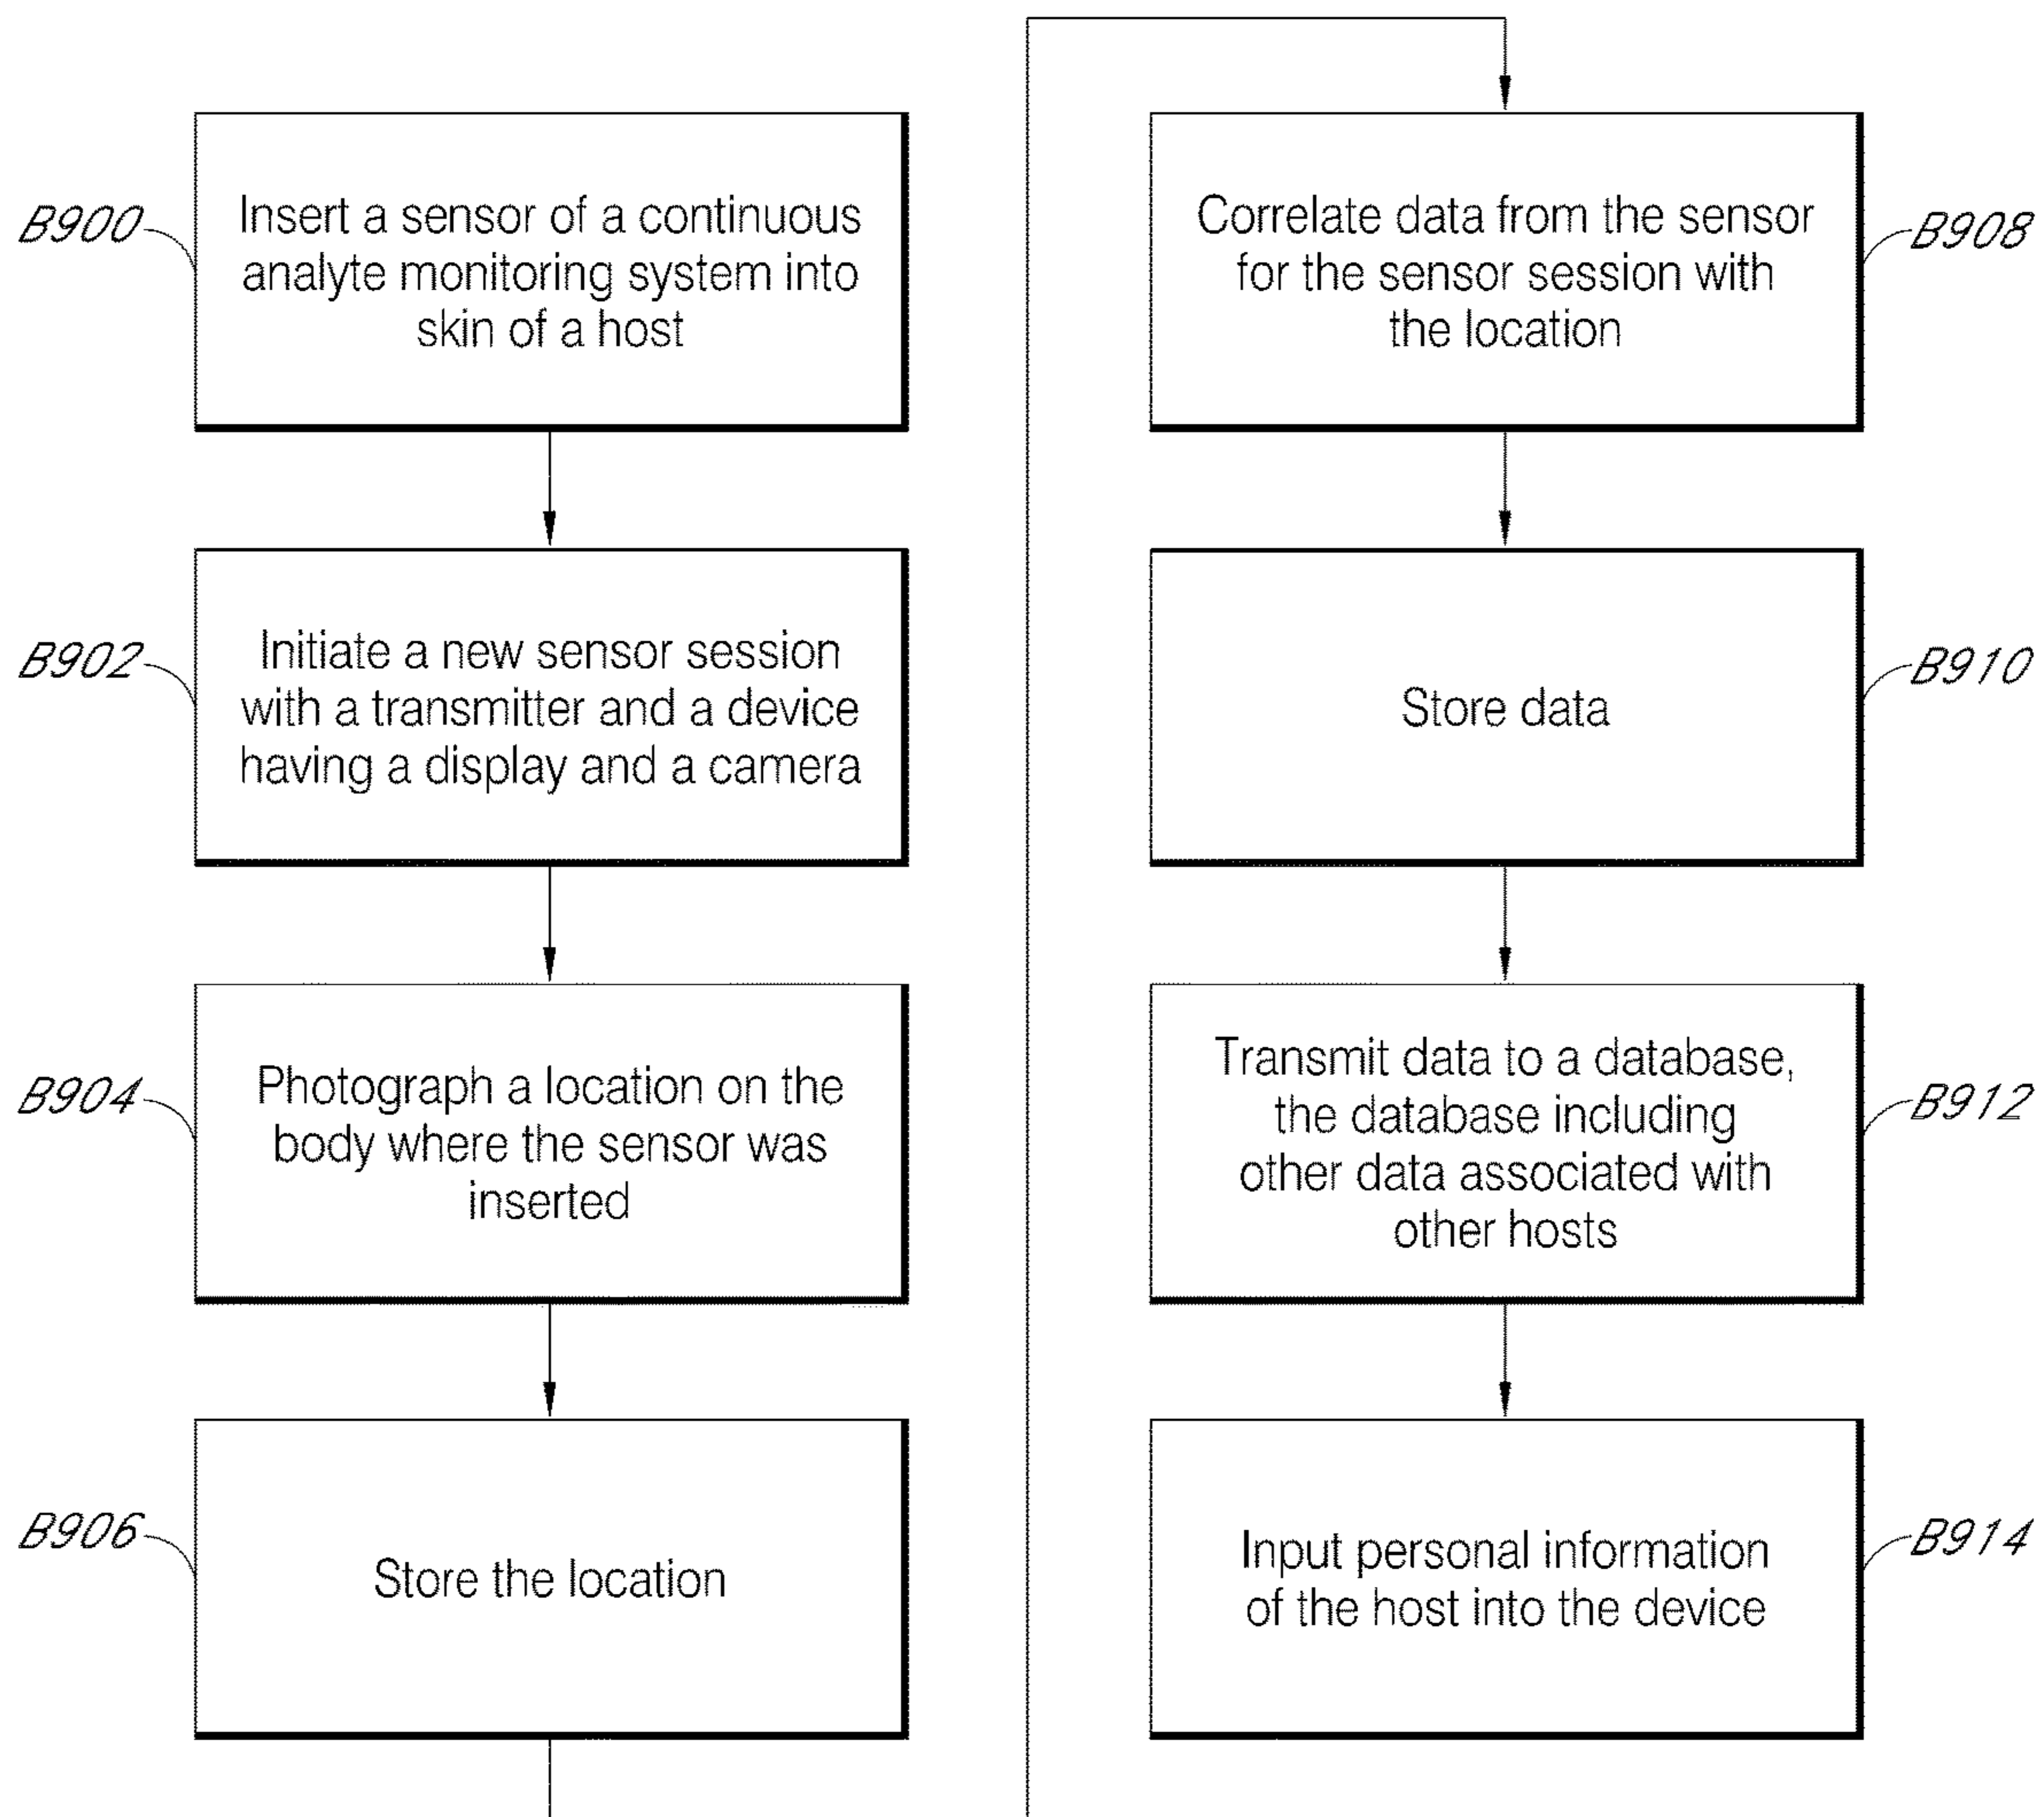 B900
Insert a sensor of a continuous
analyte monitoring system into
skin of a host
B902
Initiate a new sensor session
with a transmitter and a device
having a display and a camera
B904
Photograph a location on the
body where the sensor was
inserted
B906
Store the location
Correlate data from the sensor
for the sensor session with
the location
B908
Store data
B910
Transmit data to a database,
the database including
other data associated with
other hosts
B912
Input personal information
of the host into the device
B914